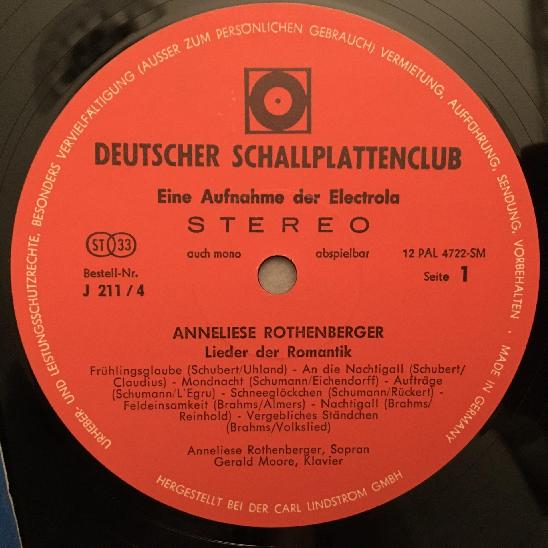 URHEBER- UND LEISTUNGSSCHUTZRECHTE, BESONDERS VERVIELFÄLTIGUNG (AUSSER ZUM PERSÖNLICHEN GEBRAUCH) VERMIETUNG, AUFFÜHRUNG, SENDUNG, VORBEHALTEN · MADE IN GERMANY
DEUTSCHER SCHALLPLATTENCLUB
Eine Aufnahme der Electrola
STEREO
auch mono abspielbar
ST 33
12 PAL 4722-SM
Bestell-Nr.
J 211/4
Seite 1
ANNELIESE ROTHENBERGER
Lieder der Romantik
Frühlingsglaube (Schubert/Uhland) - An die Nachtigall (Schubert/
Claudius) - Mondnacht (Schumann/Eichendorff) - Aufträge
(Schumann/L'Egru) - Schneeglöckchen (Schumann/Rückert) -
Feldeinsamkeit (Brahms/Almers) - Nachtigall (Brahms/
Reinhold) - Vergebliches Ständchen
(Brahms/Volkslied)
Anneliese Rothenberger, Sopran
Gerald Moore, Klavier
HERGESTELLT BEI DER CARL LINDSTRÖM GMBH